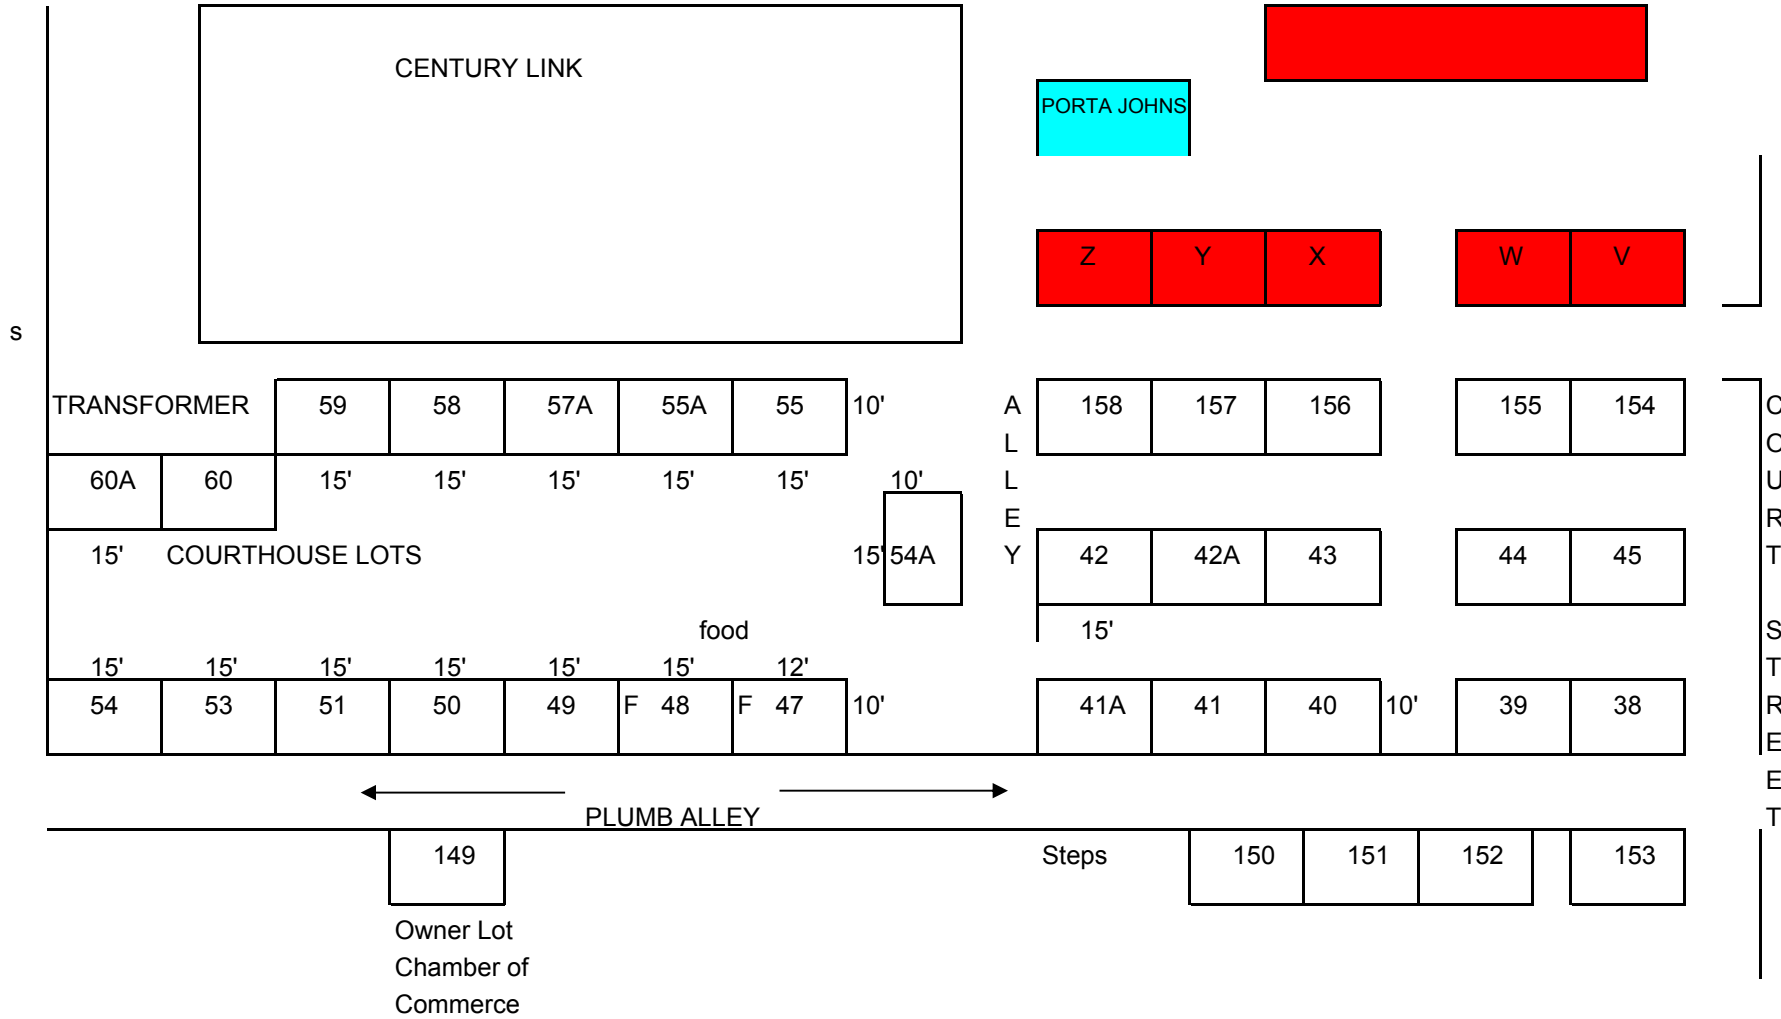 CENTURY LINK
PORTA JOHNS
Z Y X W V
s
TRANSFORMER 59 58 57A 55A 55 10' A 158 157 156 155 154 C
L O
60A 60 15' 15' 15' 15' 15' 10' L U
E R
15' COURTHOUSE LOTS 15' 54A Y 42 42A 43 44 45 T
food 15' S
15' 15' 15' 15' 15' 15' 12' T
54 53 51 50 49 F 48 F 47 10' 41A 41 40 10' 39 38 R
E
E
PLUMB ALLEY T
149 Steps 150 151 152 153
Owner Lot
Chamber of
Commerce